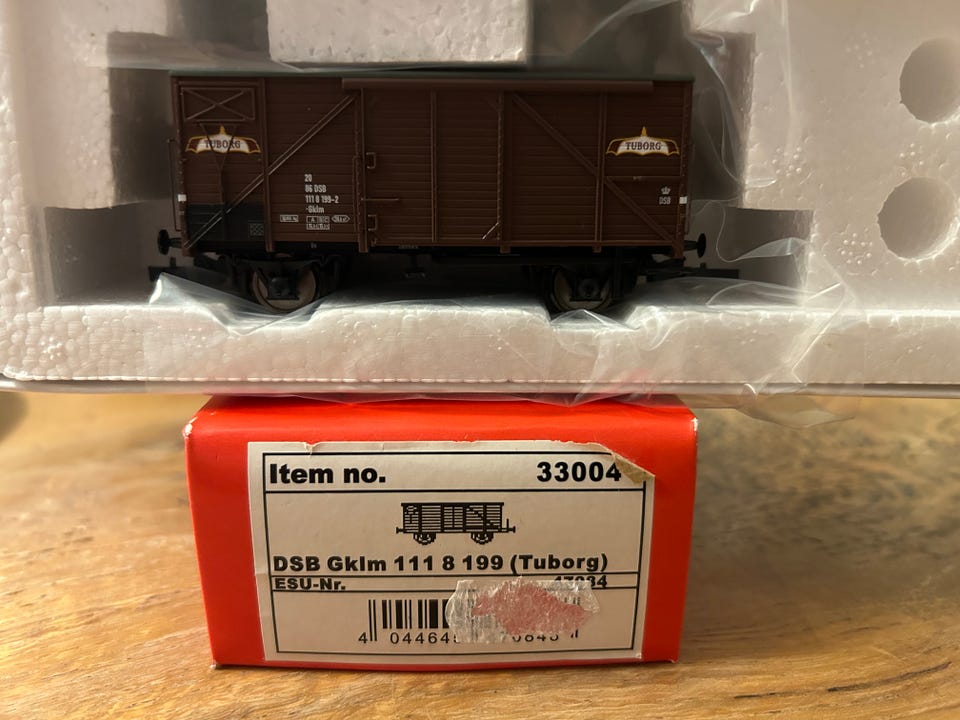 TUBORG
TUBORG
20
86 DSB
111 8 199-2
Gklm
DSB
Item no. 33004
DSB Gklm 111 8 199 (Tuborg)
ESU-Nr.